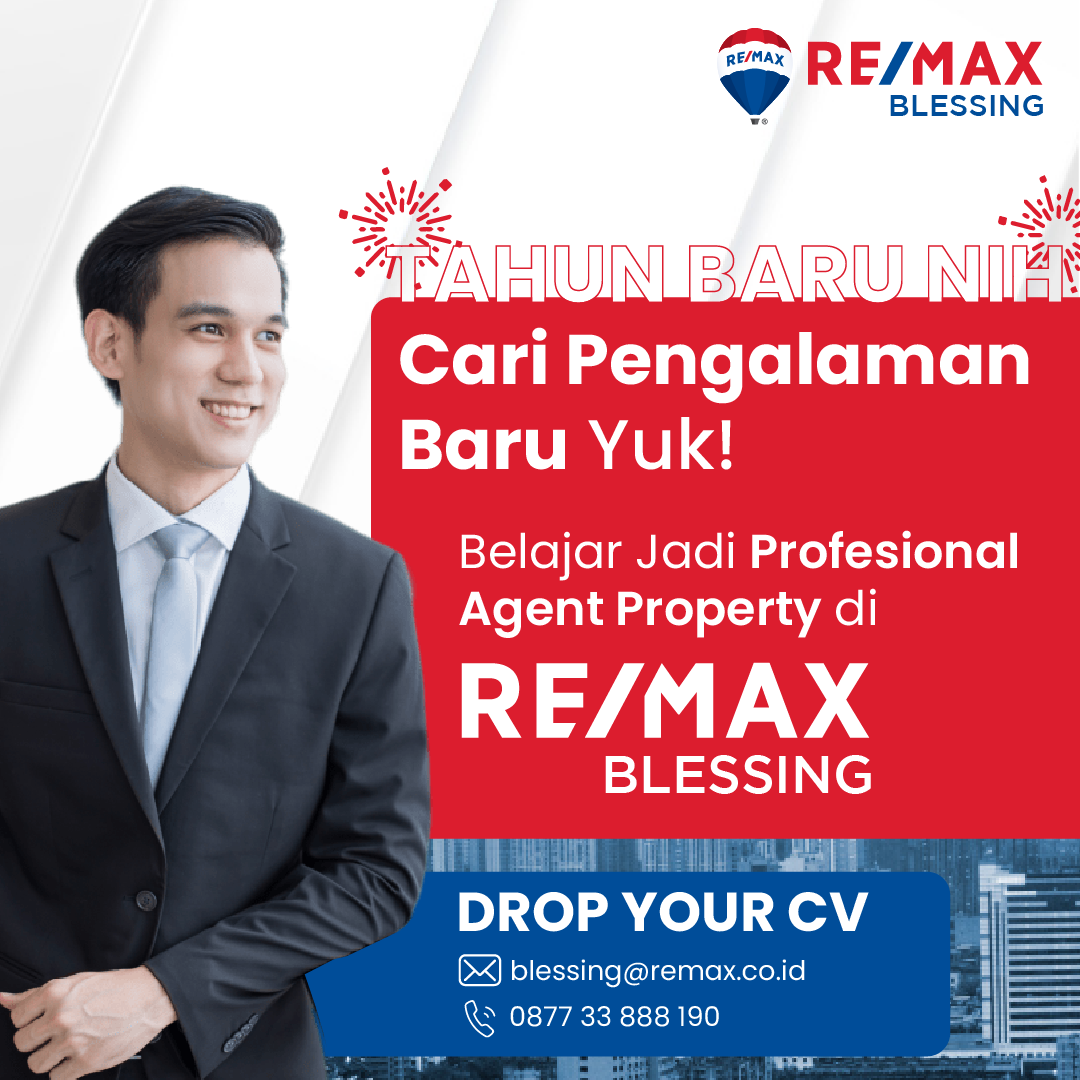 RE/MAX
RE/MAX
BLESSING
TAHUN BARU NIH
Cari Pengalaman
Baru Yuk!
Belajar Jadi Profesional
Agent Property di
RE/MAX
BLESSING
DROP YOUR CV
blessing@remax.co.id
0877 33 888 190